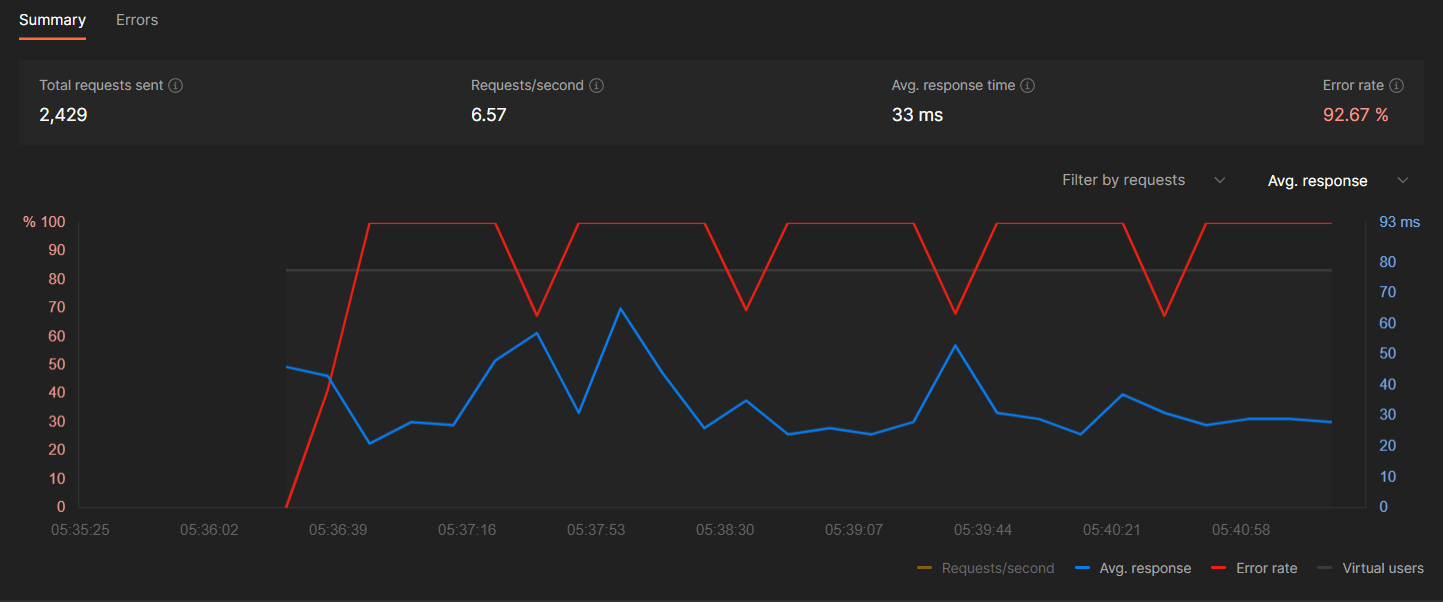 Summary Errors
Total requests sent Requests/second Avg. response time Error rate
2,429 6.57 33 ms 92.67 %
Filter by requests Avg. response
% 100 93 ms
90
80 80
70 70
60 60
50 50
40 40
30 30
20 20
10 10
0 0
05:35:25 05:36:02 05:36:39 05:37:16 05:37:53 05:38:30 05:39:07 05:39:44 05:40:21 05:40:58
Requests/second Avg. response Error rate Virtual users